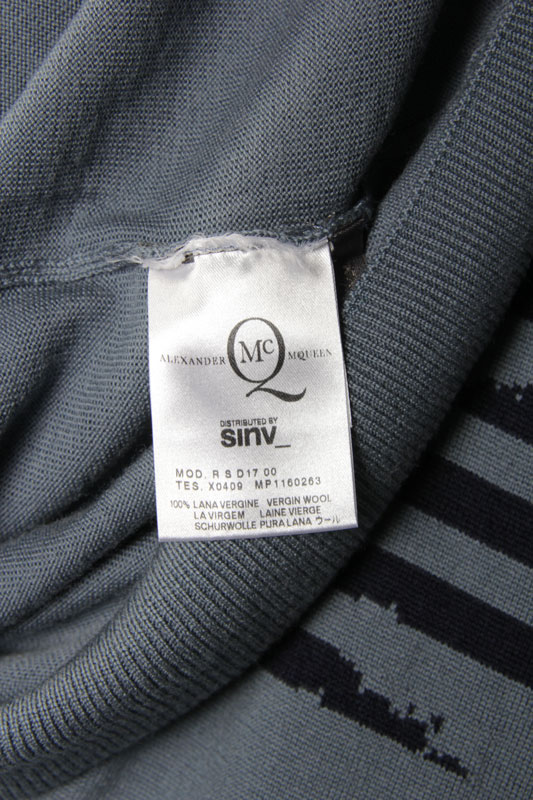 ALEXANDER McQ MCQUEEN
DISTRIBUTED BY
SINV_
MOD. R S D17 00
TES. X0409 MP1160263
100% LANA VERGINE VERGIN WOOL
LA VIRGEM LAINE VIERGE
SCHURWOLLE PURA LANA ウール